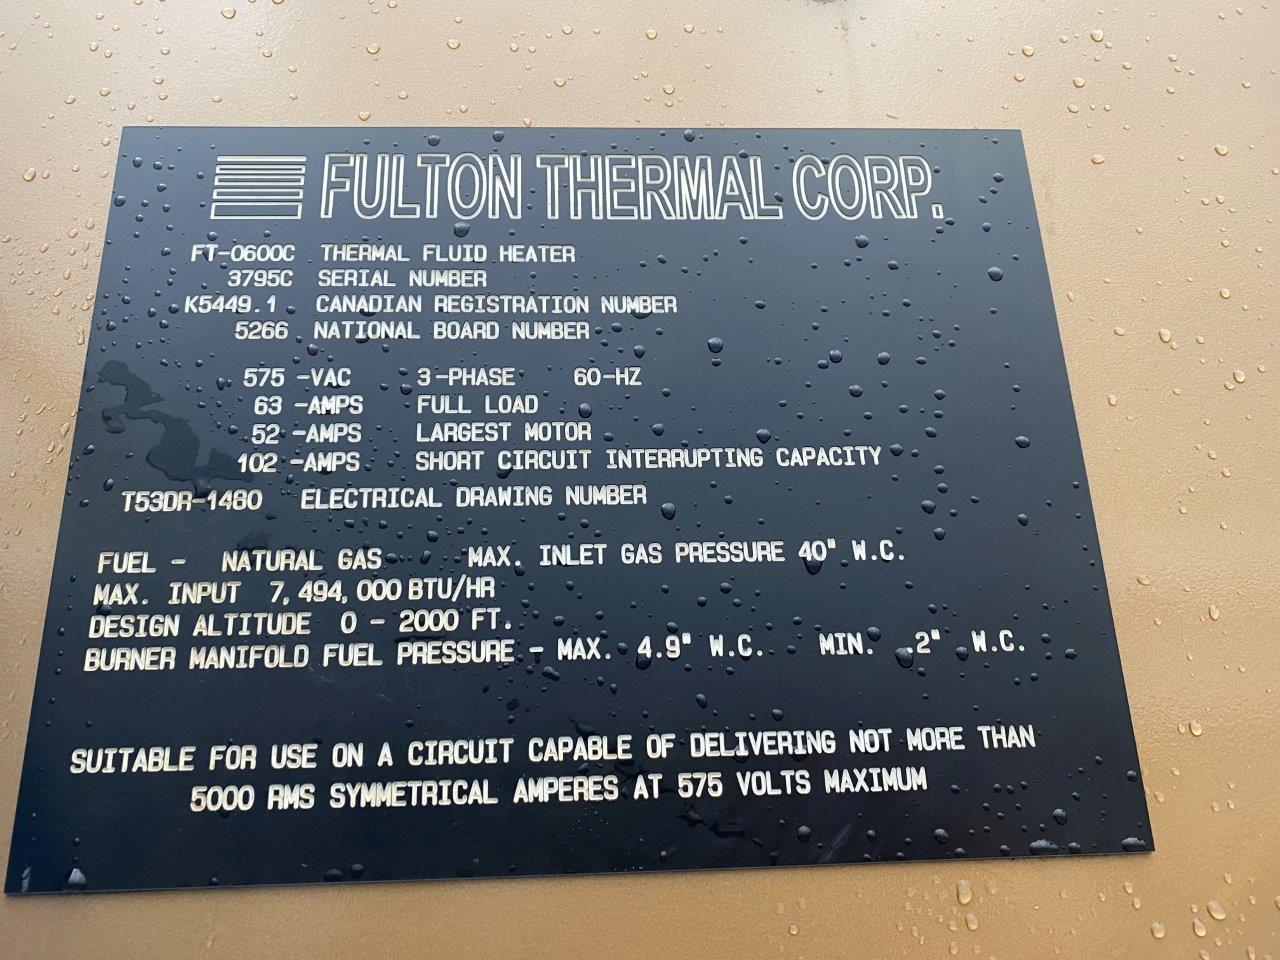 FULTON THERMAL CORP.
FT-0600C THERMAL FLUID HEATER
3795C SERIAL NUMBER
K5449.1 CANADIAN REGISTRATION NUMBER
5266 NATIONAL BOARD NUMBER
575 -VAC 3-PHASE 60-HZ
63 -AMPS FULL LOAD
52 -AMPS LARGEST MOTOR
102 -AMPS SHORT CIRCUIT INTERRUPTING CAPACITY
T53DR-1480 ELECTRICAL DRAWING NUMBER
FUEL - NATURAL GAS MAX. INLET GAS PRESSURE 40" W.C.
MAX. INPUT 7,494,000 BTU/HR
DESIGN ALTITUDE 0 - 2000 FT.
BURNER MANIFOLD FUEL PRESSURE - MAX. 4.9" W.C. MIN. .2" W.C.
SUITABLE FOR USE ON A CIRCUIT CAPABLE OF DELIVERING NOT MORE THAN
5000 RMS SYMMETRICAL AMPERES AT 575 VOLTS MAXIMUM